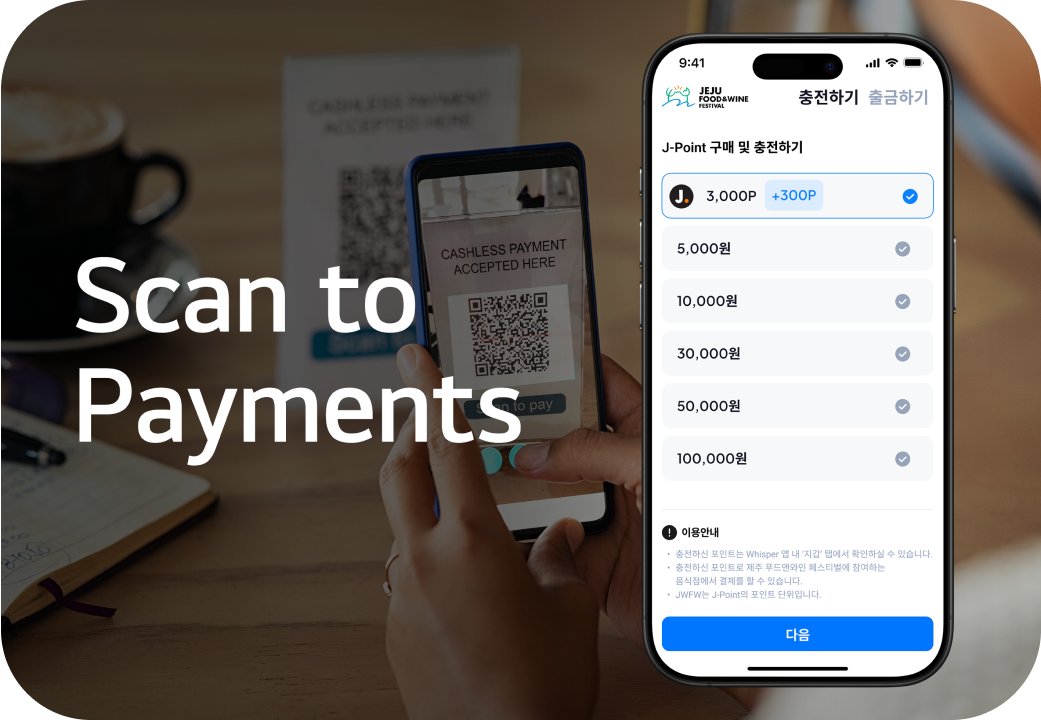 Scan to
Payments
CASHLESS PAYMENT
ACCEPTED HERE
CASHLESS PAYMENT
ACCEPTED HERE
Scan to pay
9:41
JEJU
FOOD&WINE
FESTIVAL
충전하기 출금하기
J-Point 구매 및 충전하기
J. 3,000P +300P
5,000원
10,000원
30,000원
50,000원
100,000원
! 이용안내
• 충전하신 포인트는 Whisper 앱 내 '지갑' 탭에서 확인하실 수 있습니다.
• 충전하신 포인트로 제주 푸드앤와인 페스티벌에 참여하는
음식점에서 결제를 할 수 있습니다.
• JWFW는 J-Point의 포인트 단위입니다.
다음